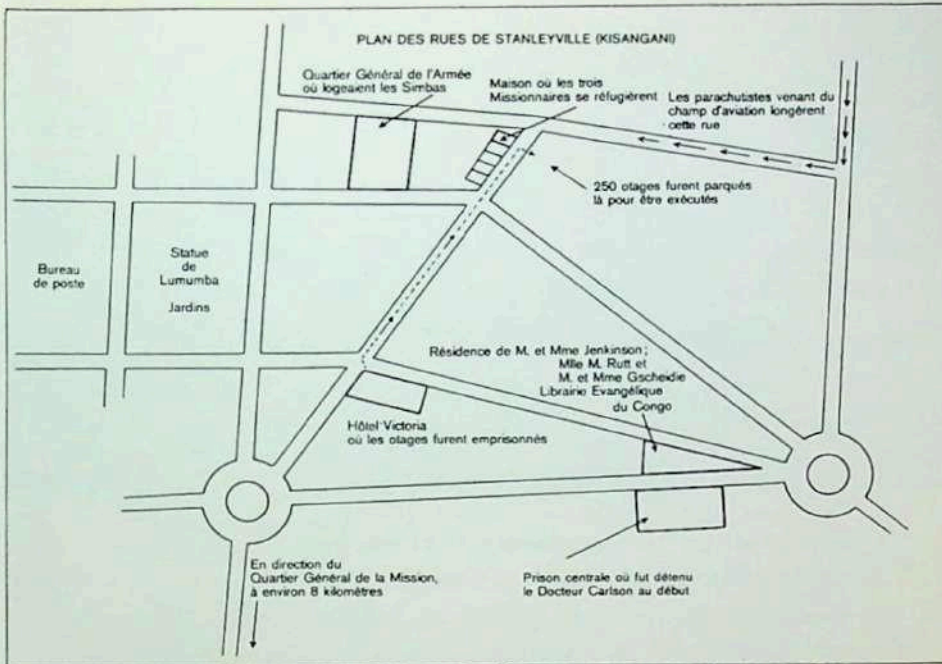 PLAN DES RUES DE STANLEYVILLE (KISANGANI)
Quartier Général de l'Armée
où logeaient les Simbas
Maison où les trois
Missionnaires se réfugièrent
Les parachutistes venant du
champ d'aviation longèrent
cette rue
250 otages furent parqués
là pour être exécutés
Bureau
de poste
Statue
de
Lumumba
Jardins
Résidence de M. et Mme Jenkinson;
Mlle M. Rutt et
M. et Mme Gscheidle
Librairie Evangélique
du Congo
Hôtel Victoria
où les otages furent emprisonnés
En direction du
Quartier Général de la Mission,
à environ 8 kilomètres
Prison centrale où fut détenu
le Docteur Carlson au début